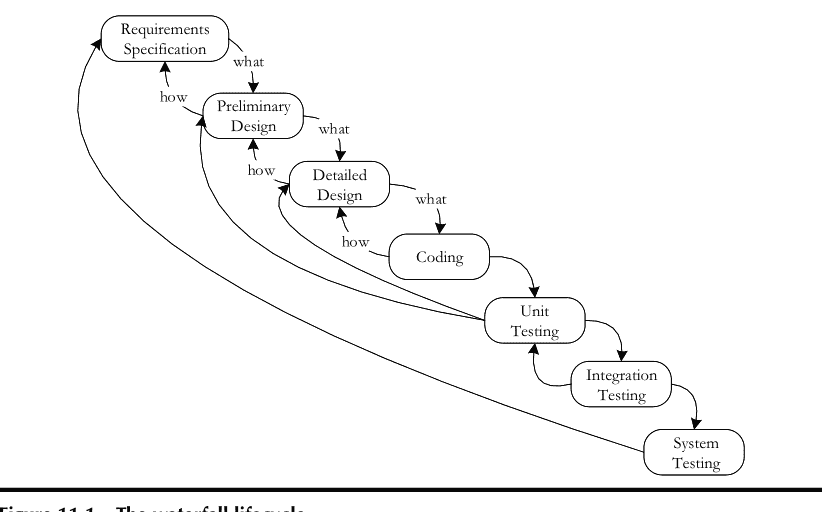 Requirements
Specification
what
how
Preliminary
Design
what
how
Detailed
Design
what
how
Coding
Unit
Testing
Integration
Testing
System
Testing
Figure 11.1 The waterfall lifecycle